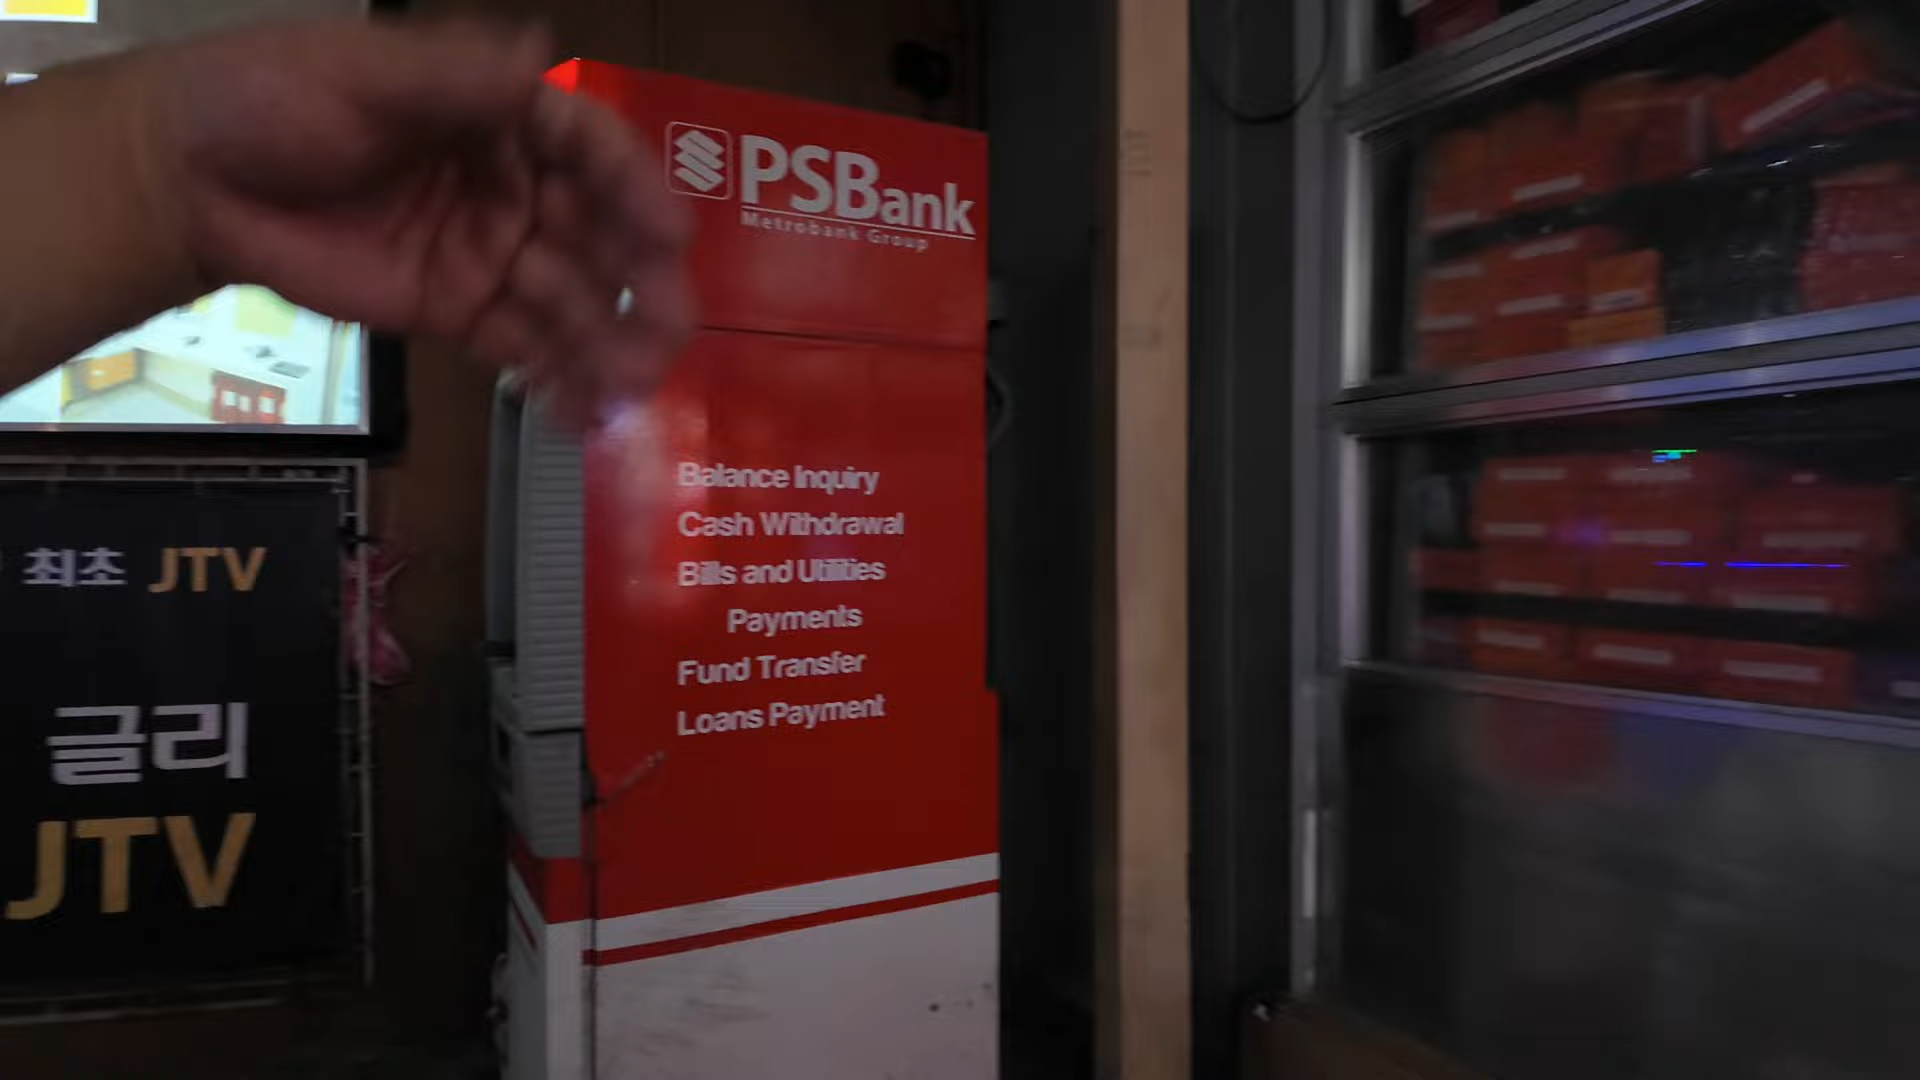 PSBank
Metrobank Group
Balance Inquiry
Cash Withdrawal
Bills and Utilities
Payments
Fund Transfer
Loans Payment
최초 JTV
글리
JTV